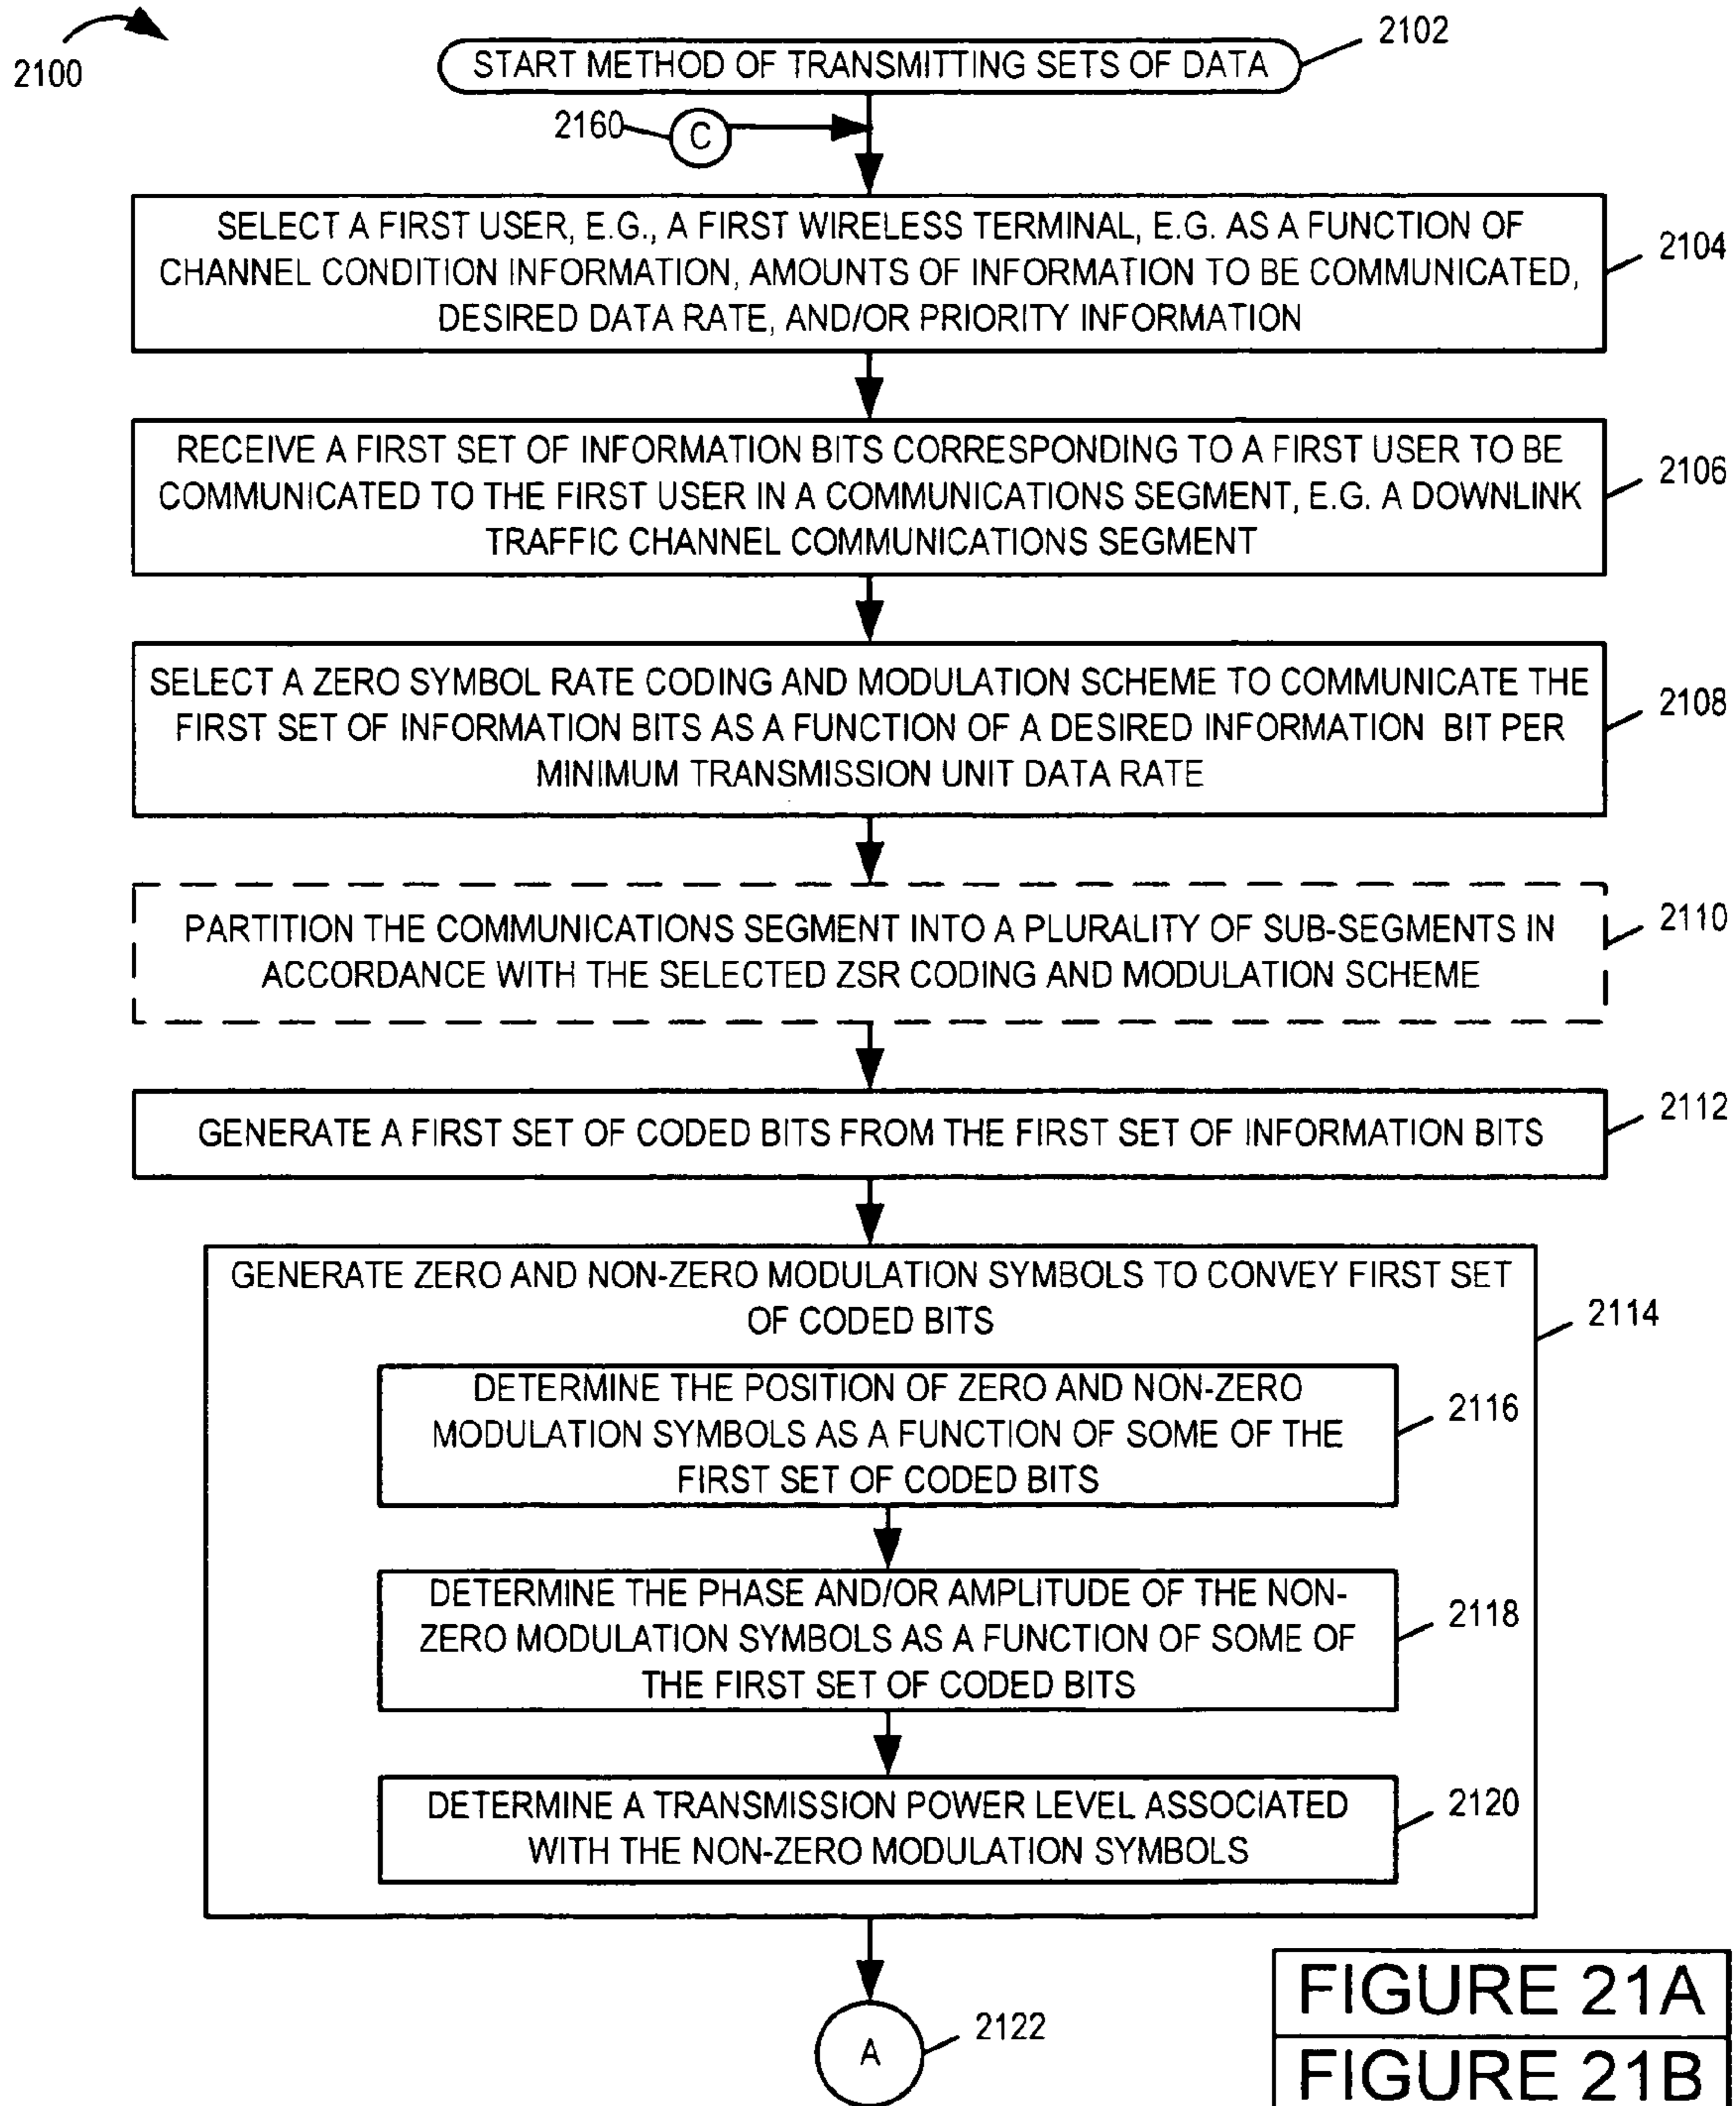 2100
START METHOD OF TRANSMITTING SETS OF DATA
2102
2160
C
SELECT A FIRST USER, E.G., A FIRST WIRELESS TERMINAL, E.G. AS A FUNCTION OF
CHANNEL CONDITION INFORMATION, AMOUNTS OF INFORMATION TO BE COMMUNICATED,
DESIRED DATA RATE, AND/OR PRIORITY INFORMATION
2104
RECEIVE A FIRST SET OF INFORMATION BITS CORRESPONDING TO A FIRST USER TO BE
COMMUNICATED TO THE FIRST USER IN A COMMUNICATIONS SEGMENT, E.G. A DOWNLINK
TRAFFIC CHANNEL COMMUNICATIONS SEGMENT
2106
SELECT A ZERO SYMBOL RATE CODING AND MODULATION SCHEME TO COMMUNICATE THE
FIRST SET OF INFORMATION BITS AS A FUNCTION OF A DESIRED INFORMATION BIT PER
MINIMUM TRANSMISSION UNIT DATA RATE
2108
PARTITION THE COMMUNICATIONS SEGMENT INTO A PLURALITY OF SUB-SEGMENTS IN
ACCORDANCE WITH THE SELECTED ZSR CODING AND MODULATION SCHEME
2110
GENERATE A FIRST SET OF CODED BITS FROM THE FIRST SET OF INFORMATION BITS
2112
GENERATE ZERO AND NON-ZERO MODULATION SYMBOLS TO CONVEY FIRST SET
OF CODED BITS
2114
DETERMINE THE POSITION OF ZERO AND NON-ZERO
MODULATION SYMBOLS AS A FUNCTION OF SOME OF THE
FIRST SET OF CODED BITS
2116
DETERMINE THE PHASE AND/OR AMPLITUDE OF THE NON-
ZERO MODULATION SYMBOLS AS A FUNCTION OF SOME OF
THE FIRST SET OF CODED BITS
2118
DETERMINE A TRANSMISSION POWER LEVEL ASSOCIATED
WITH THE NON-ZERO MODULATION SYMBOLS
2120
A
2122
FIGURE 21A
FIGURE 21B